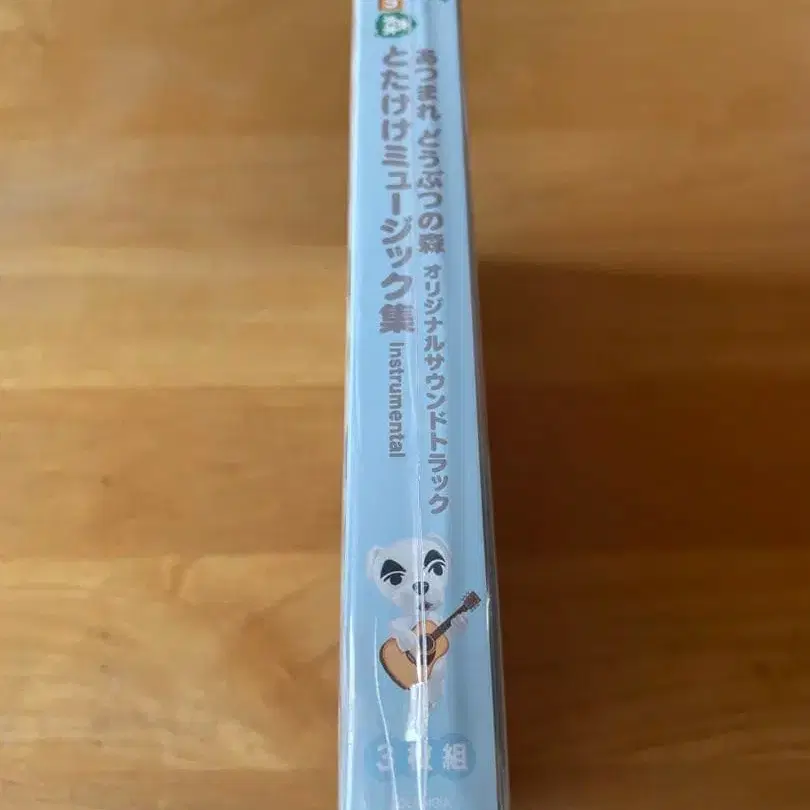 あつまれ どうぶつの森 オリジナルサウンドトラック
とたけけミュージック集 Instrumental
3枚組